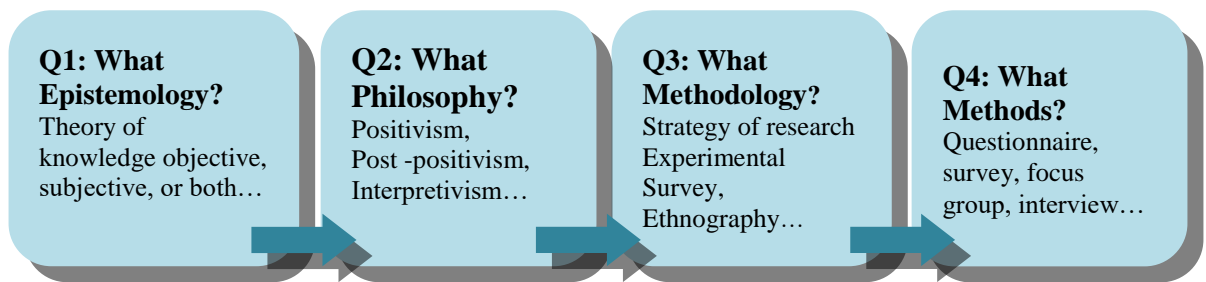 Q1: What
Epistemology?
Theory of
knowledge objective,
subjective, or both…
Q2: What
Philosophy?
Positivism,
Post -positivism,
Interpretivism…
Q3: What
Methodology?
Strategy of research
Experimental
Survey,
Ethnography…
Q4: What
Methods?
Questionnaire,
survey, focus
group, interview…